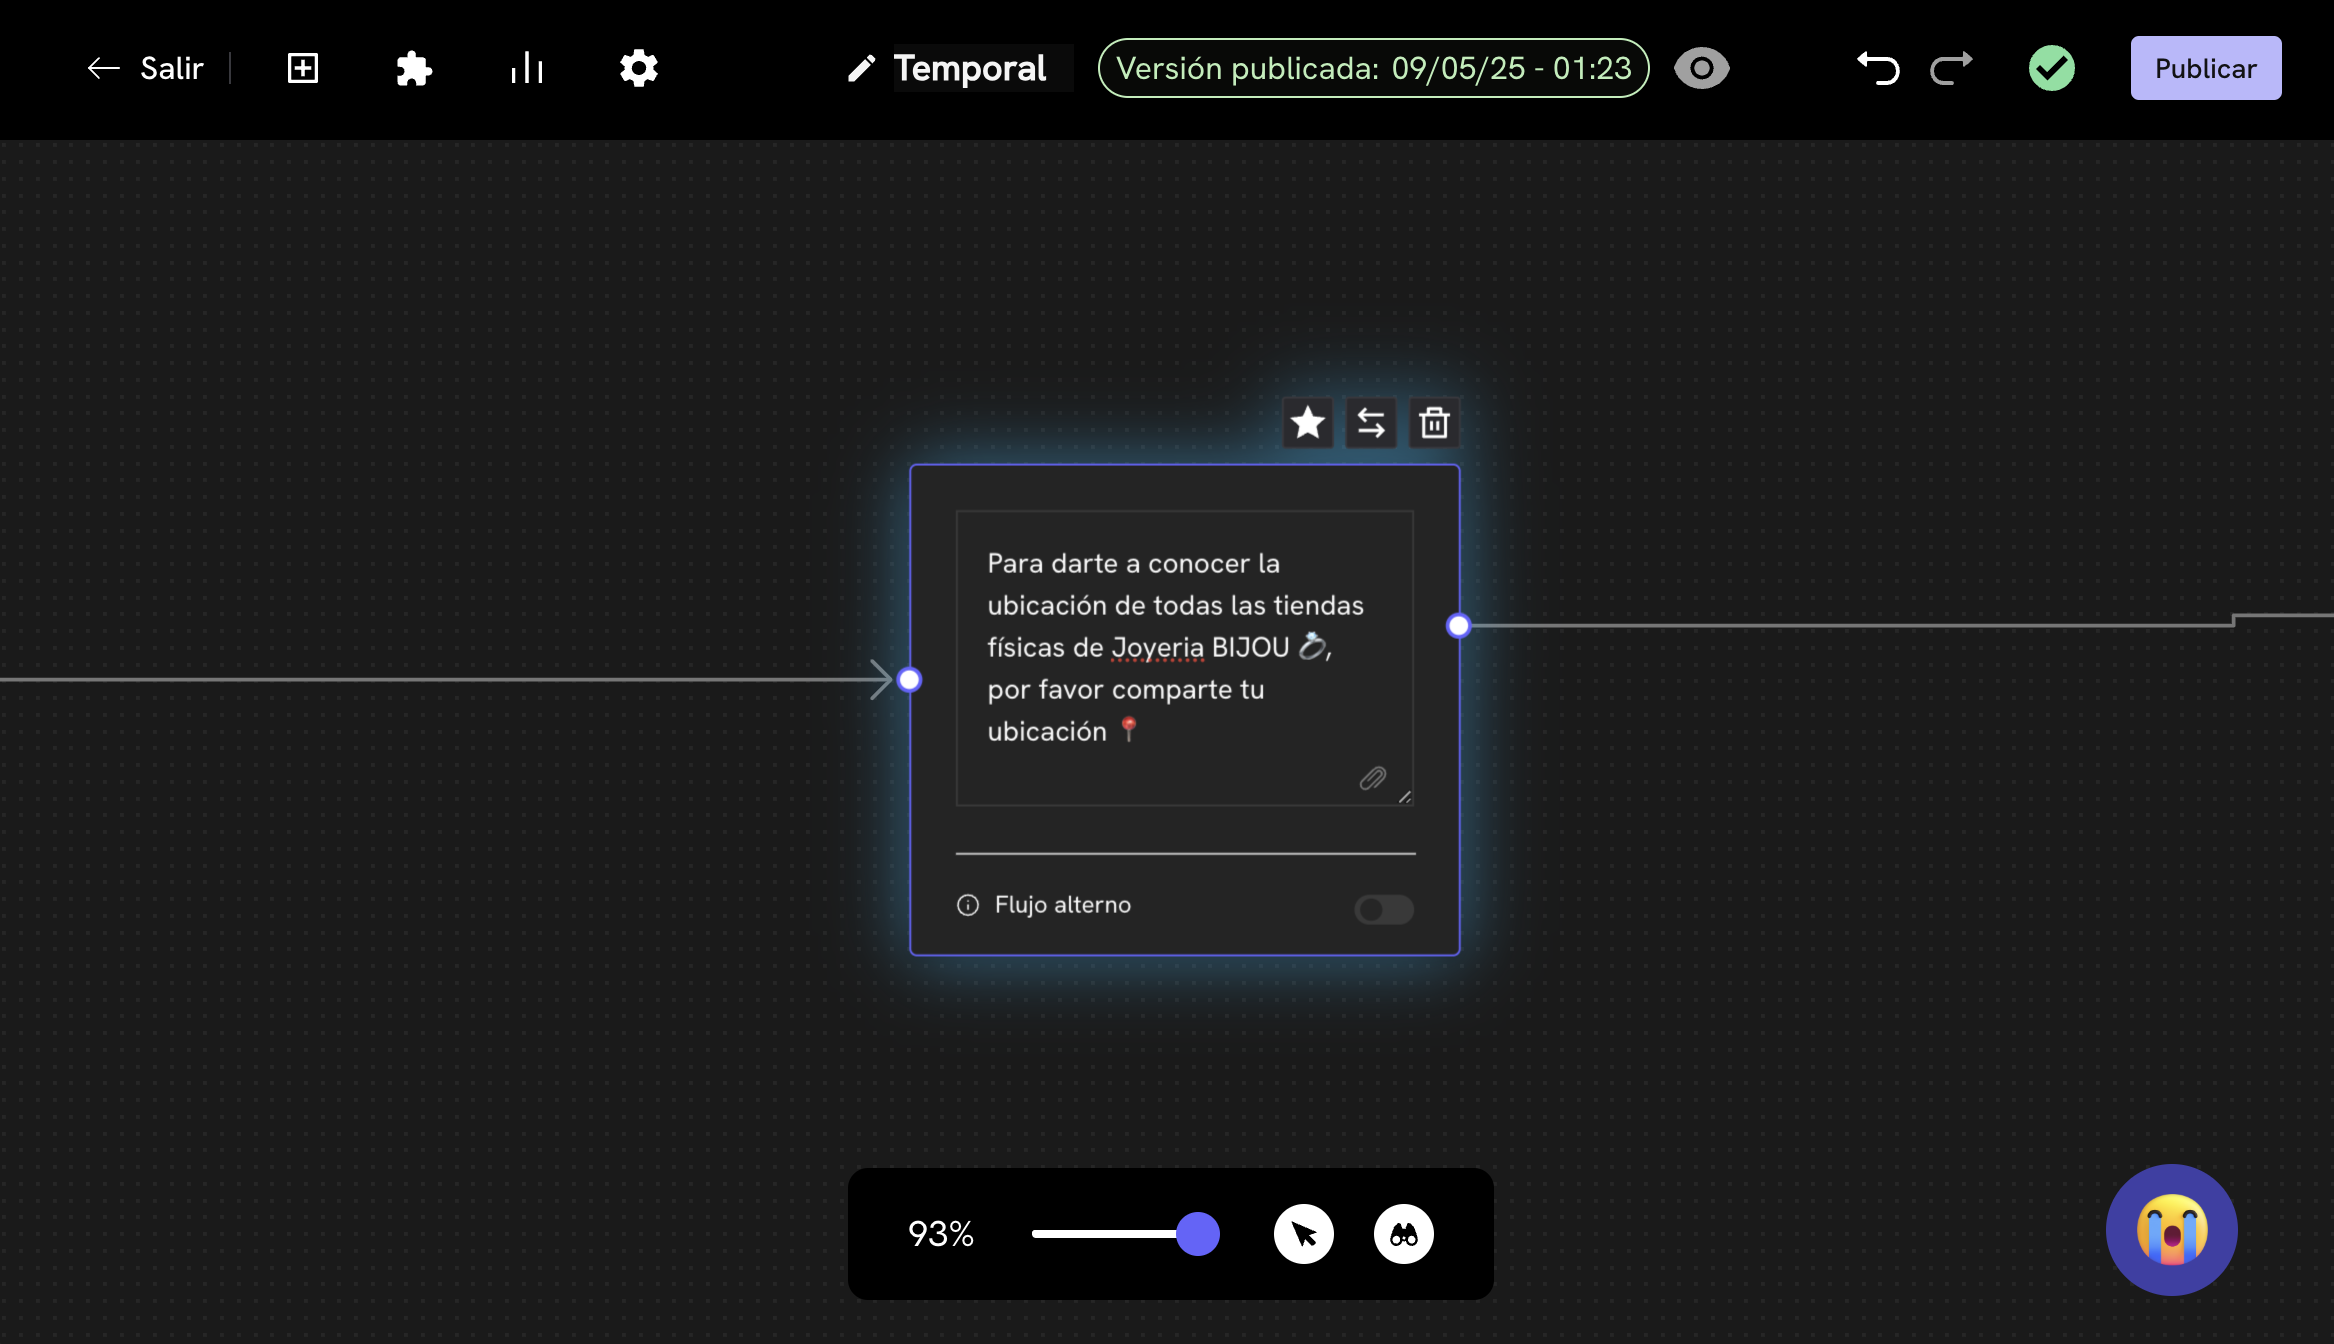 Salir
Temporal
Versión publicada: 09/05/25 - 01:23
Publicar
Para darte a conocer la
ubicación de todas las tiendas
físicas de Joyeria BIJOU 💍,
por favor comparte tu
ubicación 📍
Flujo alterno
93%